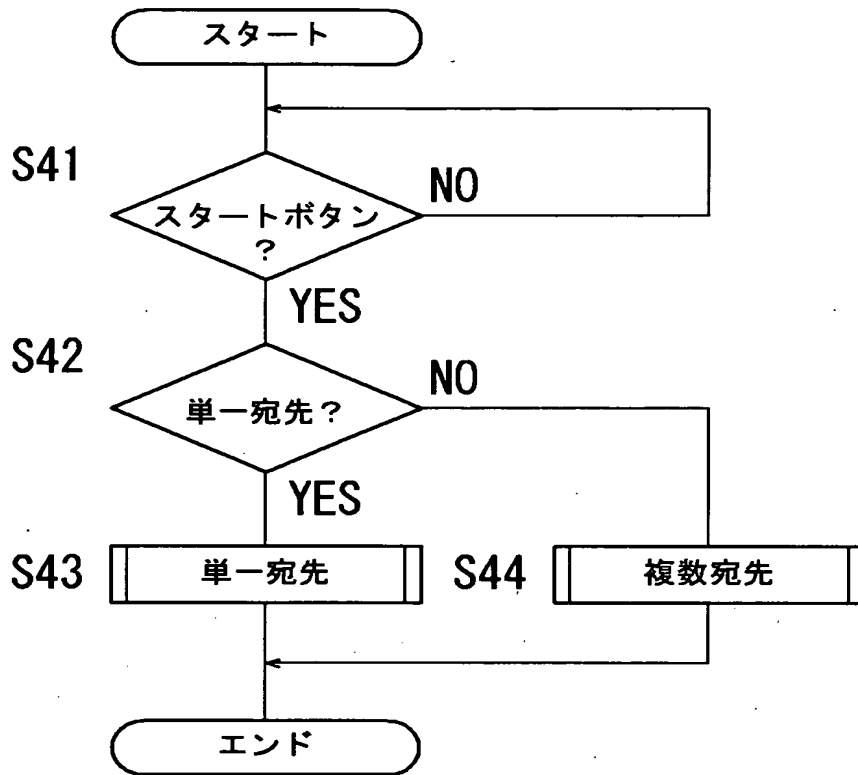 スタート
S41
スタートボタン
?
NO
YES
S42
単一宛先?
NO
YES
S43
単一宛先
S44
複数宛先
エンド